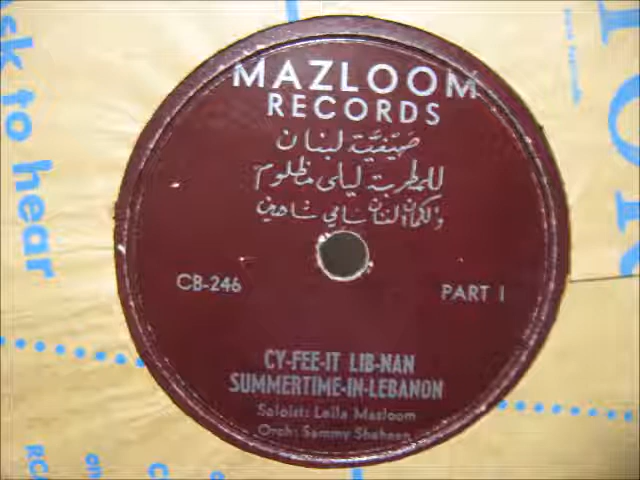 MAZLOOM
RECORDS
صيفية لبنان
للمطربة ليلى مظلوم
والكمان الفنان سامي شاهين
CB-246
PART I
CY-FEE-IT LIB-NAN
SUMMERTIME-IN-LEBANON
Soloist: Leila Mazloom
Orch: Sammy Shaheen
sk to hear